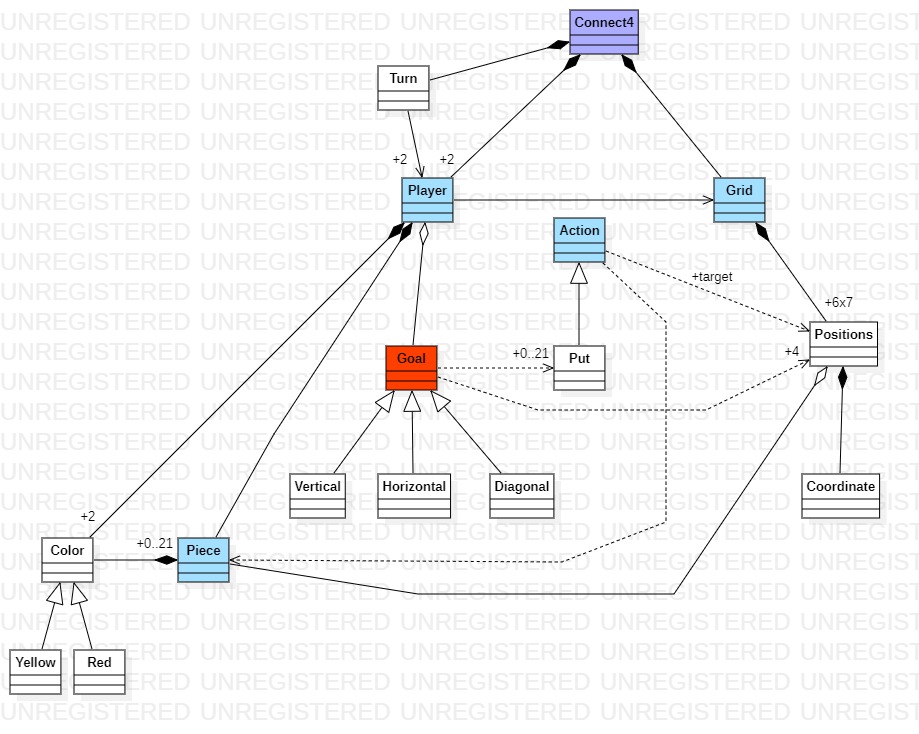 UNREGISTERED UNREGISTERED UNREGISTERED UNREGISTERED UNREGISTERED
Connect4
Turn
+2
+2
Player
Grid
Action
+target
+6x7
Positions
+4
Goal
+0..21
Put
Vertical
Horizontal
Diagonal
Coordinate
+2
Color
+0..21
Piece
Yellow
Red